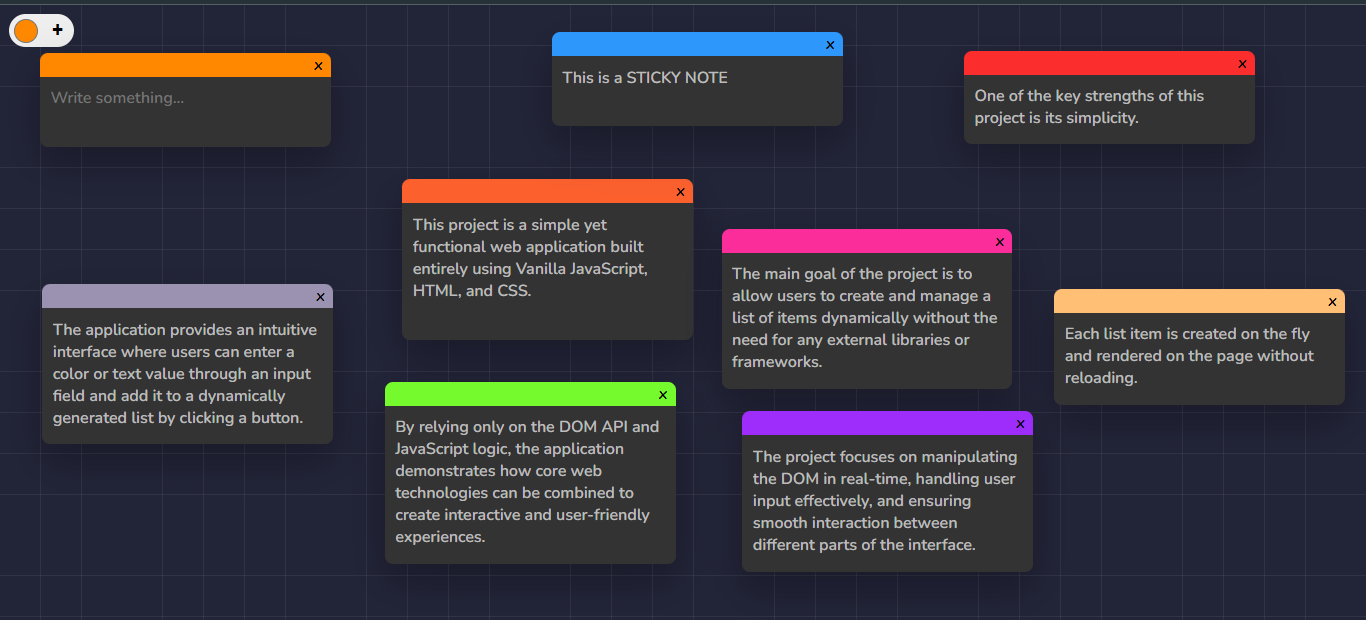 +
x
Write something...
x
This is a STICKY NOTE
x
One of the key strengths of this
project is its simplicity.
x
This project is a simple yet
functional web application built
entirely using Vanilla JavaScript,
HTML, and CSS.
x
The main goal of the project is to
allow users to create and manage a
list of items dynamically without the
need for any external libraries or
frameworks.
x
The application provides an intuitive
interface where users can enter a
color or text value through an input
field and add it to a dynamically
generated list by clicking a button.
x
Each list item is created on the fly
and rendered on the page without
reloading.
x
By relying only on the DOM API and
JavaScript logic, the application
demonstrates how core web
technologies can be combined to
create interactive and user-friendly
experiences.
x
The project focuses on manipulating
the DOM in real-time, handling user
input effectively, and ensuring
smooth interaction between
different parts of the interface.